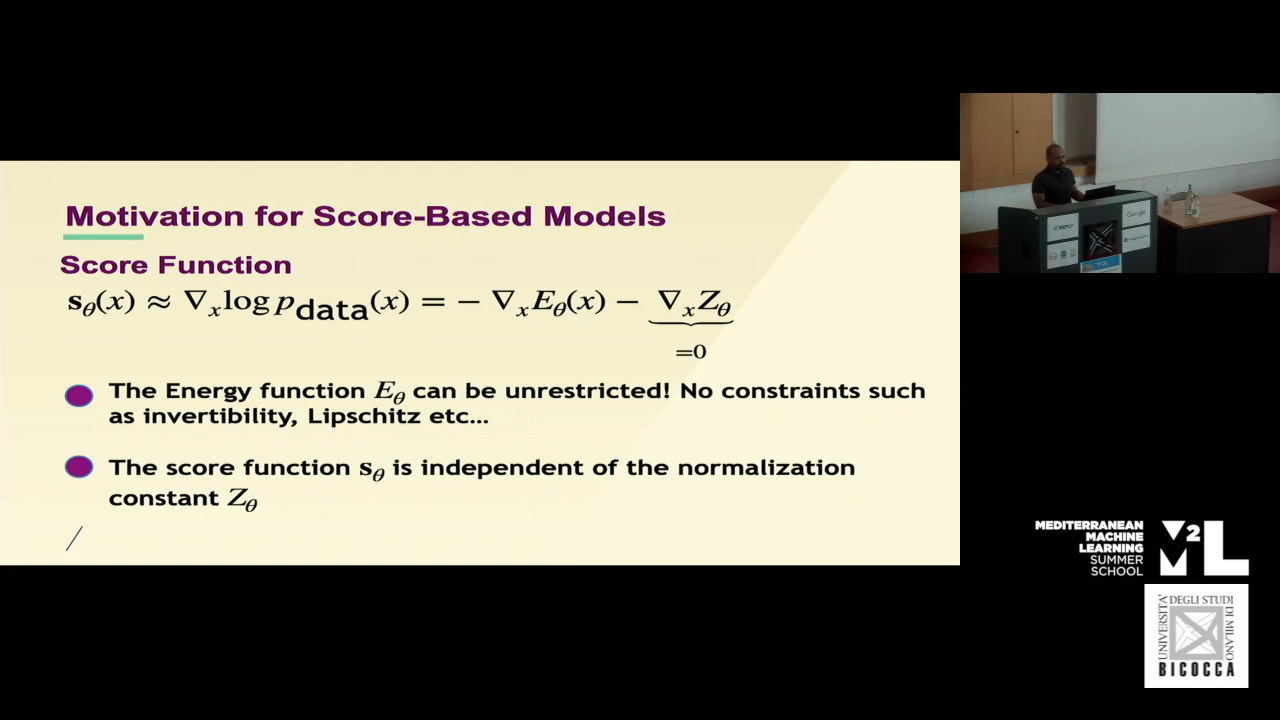 Motivation for Score-Based Models
Score Function
𝐬_θ(x) ≈ ∇_x log p_data(x) = − ∇_x E_θ(x) − ∇_x Z_θ
=0
The Energy function E_θ can be unrestricted! No constraints such
as invertibility, Lipschitz etc...
The score function 𝐬_θ is independent of the normalization
constant Z_θ
Google
MEDITERRANEAN
MACHINE
LEARNING
SUMMER
SCHOOL
M2L
UNIVERSITA'
DEGLI STUDI
DI MILANO
BICOCCA